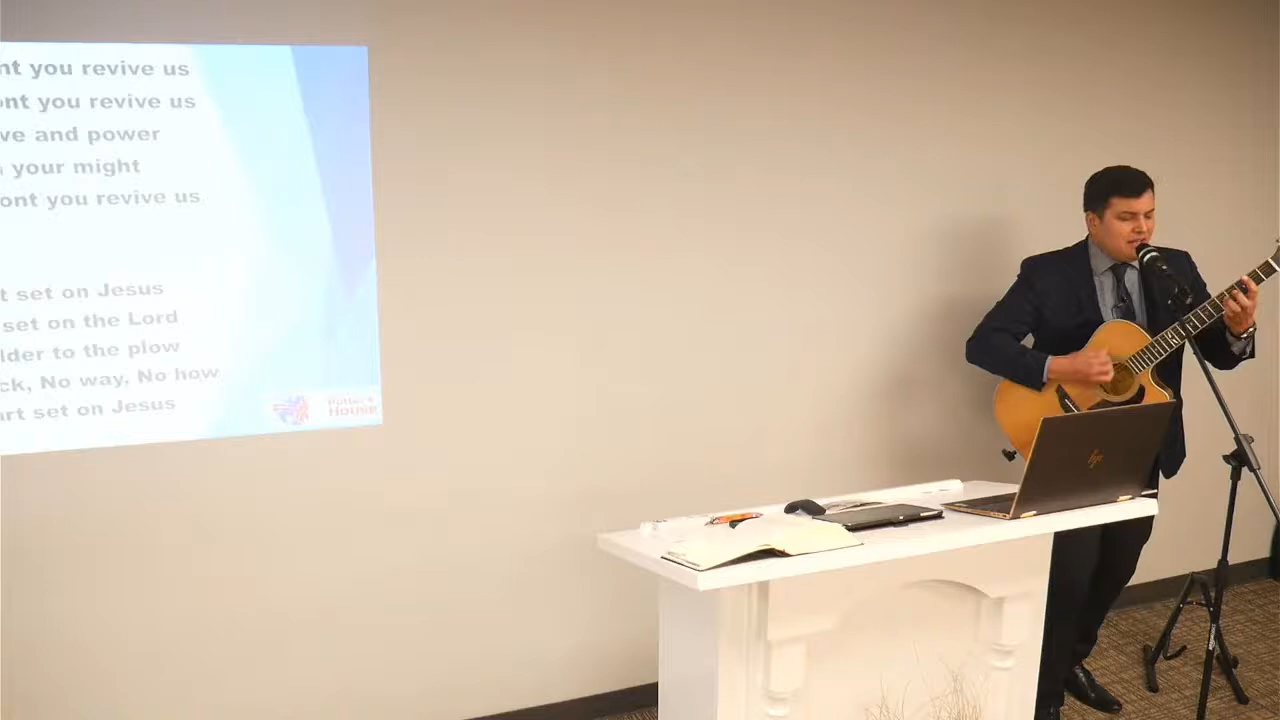 nt you revive us
ont you revive us
ve and power
your might
ont you revive us
t set on Jesus
set on the Lord
lder to the plow
ck, No way, No how
art set on Jesus
Potter's
HOUSE
hp